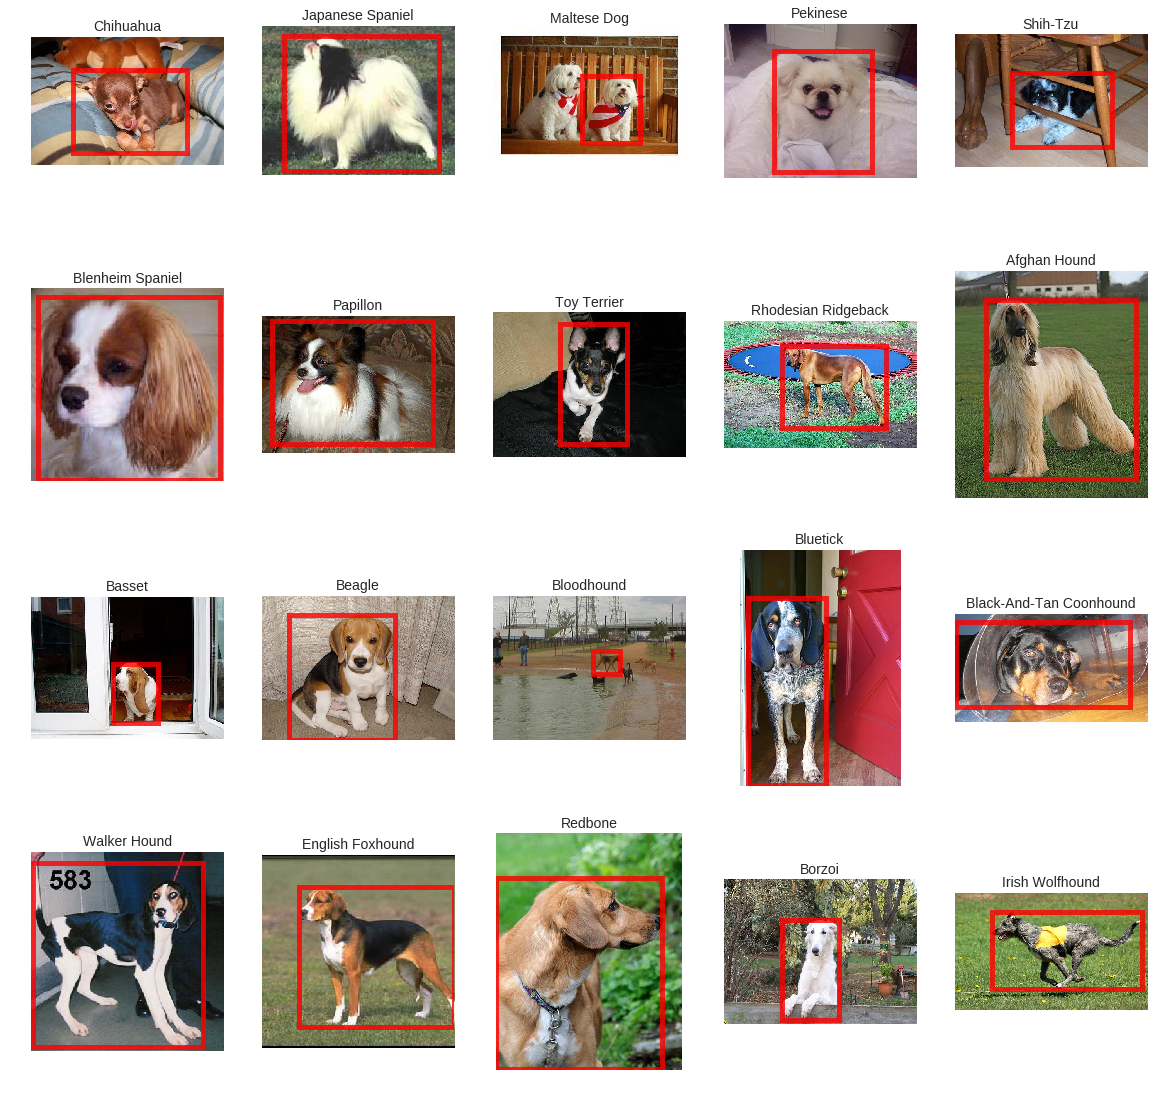 Chihuahua
Japanese Spaniel
Maltese Dog
Pekinese
Shih-Tzu
Blenheim Spaniel
Papillon
Toy Terrier
Rhodesian Ridgeback
Afghan Hound
Basset
Beagle
Bloodhound
Bluetick
Black-And-Tan Coonhound
Walker Hound
English Foxhound
Redbone
Borzoi
Irish Wolfhound
583